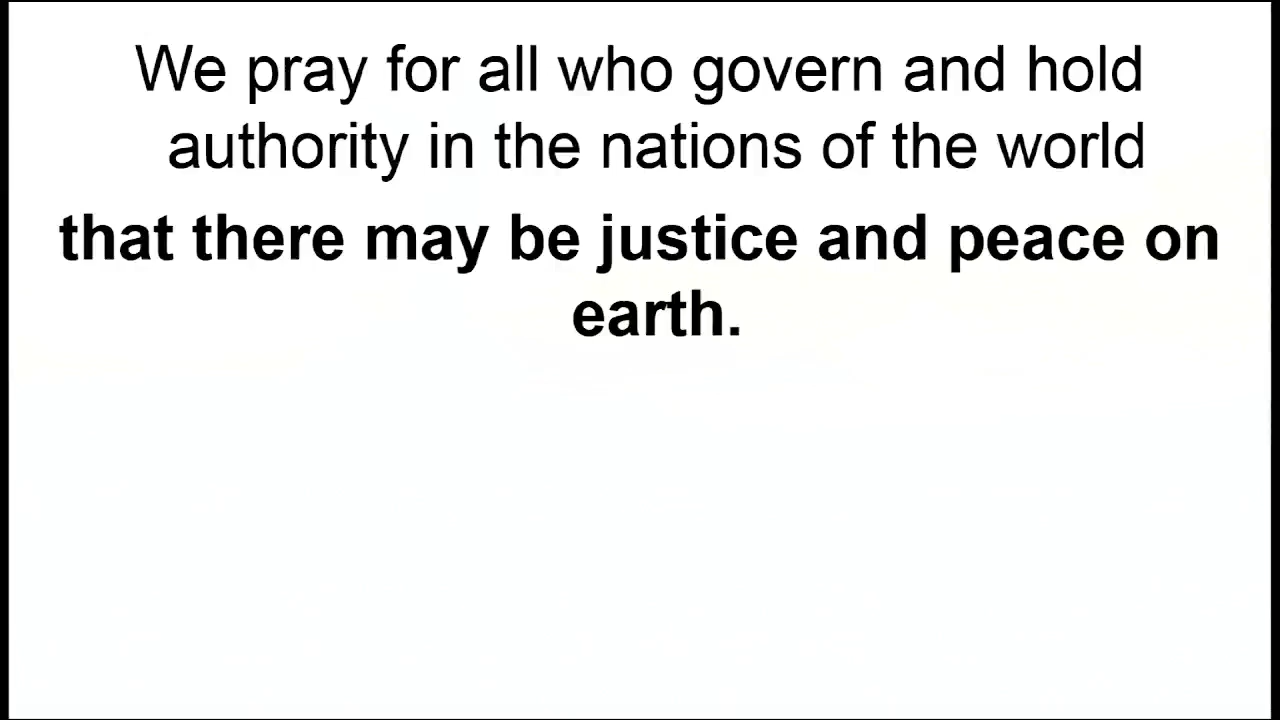 We pray for all who govern and hold
authority in the nations of the world
that there may be justice and peace on
earth.